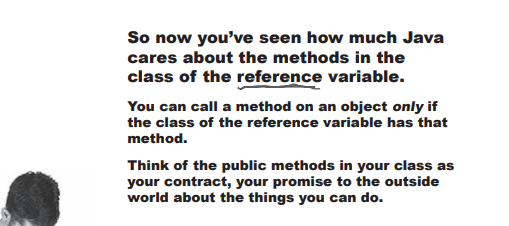 So now you've seen how much Java
cares about the methods in the
class of the reference variable.
You can call a method on an object only if
the class of the reference variable has that
method.
Think of the public methods in your class as
your contract, your promise to the outside
world about the things you can do.